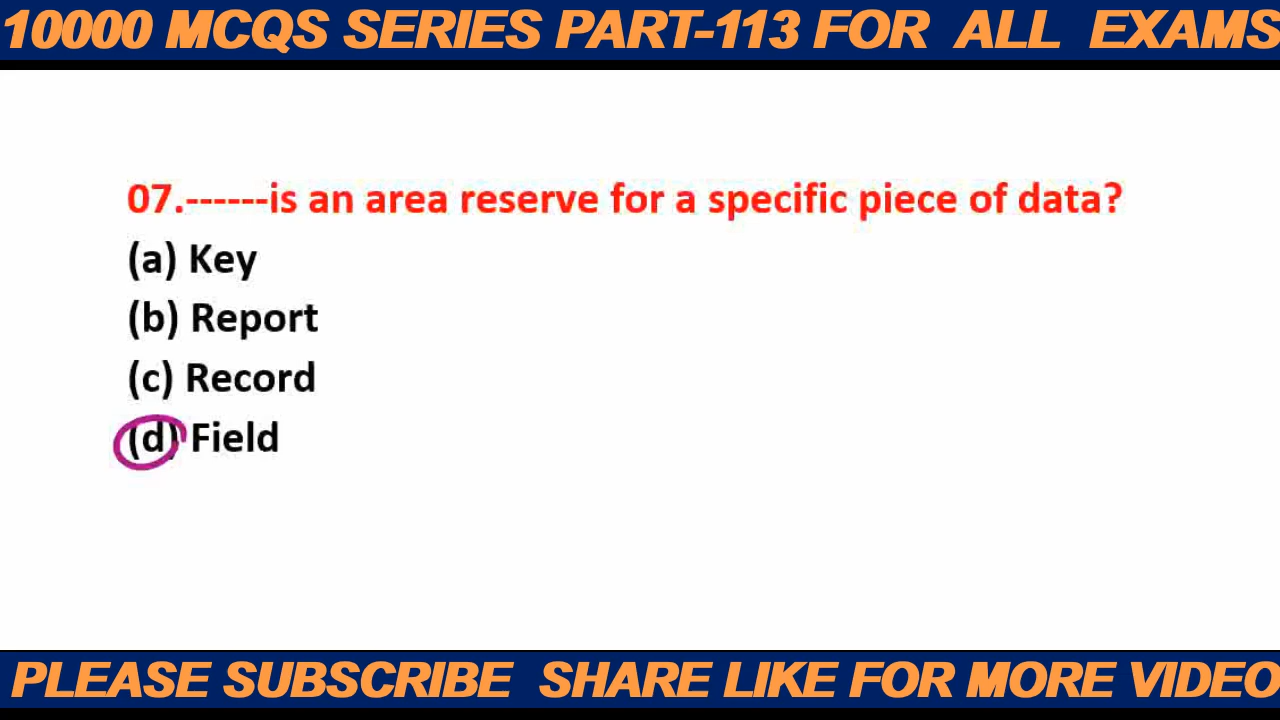 10000 MCQS SERIES PART-113 FOR ALL EXAMS
07.------is an area reserve for a specific piece of data?
(a) Key
(b) Report
(c) Record
(d) Field
PLEASE SUBSCRIBE SHARE LIKE FOR MORE VIDEO